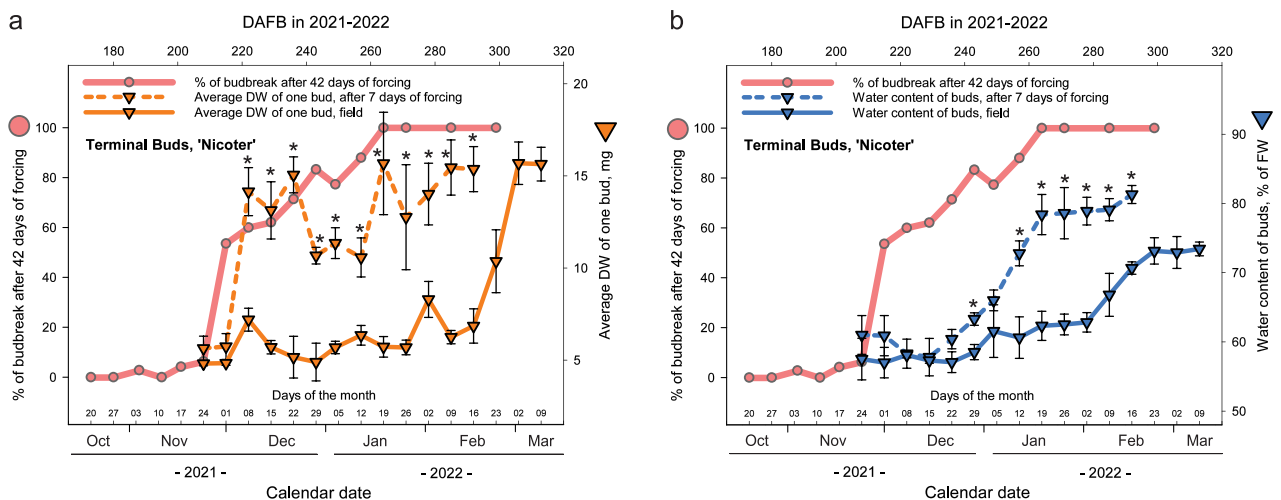 a
DAFB in 2021-2022
180 200 220 240 260 280 300 320
% of budbreak after 42 days of forcing
Average DW of one bud, after 7 days of forcing
Average DW of one bud, field
Terminal Buds, 'Nicoter'
% of budbreak after 42 days of forcing
100
80
60
40
20
0
20
15
10
5
Average DW of one bud, mg
* * * * * * * * * * *
Days of the month
20 27 03 10 17 24 01 08 15 22 29 05 12 19 26 02 09 16 23 02 09
Oct Nov Dec Jan Feb Mar
- 2021 - - 2022 -
Calendar date
b
DAFB in 2021-2022
180 200 220 240 260 280 300 320
% of budbreak after 42 days of forcing
Water content of buds, after 7 days of forcing
Water content of buds, field
Terminal Buds, 'Nicoter'
% of budbreak after 42 days of forcing
100
80
60
40
20
0
90
80
70
60
50
Water content of buds, % of FW
* * * * * * *
Days of the month
20 27 03 10 17 24 01 08 15 22 29 05 12 19 26 02 09 16 23 02 09
Oct Nov Dec Jan Feb Mar
- 2021 - - 2022 -
Calendar date